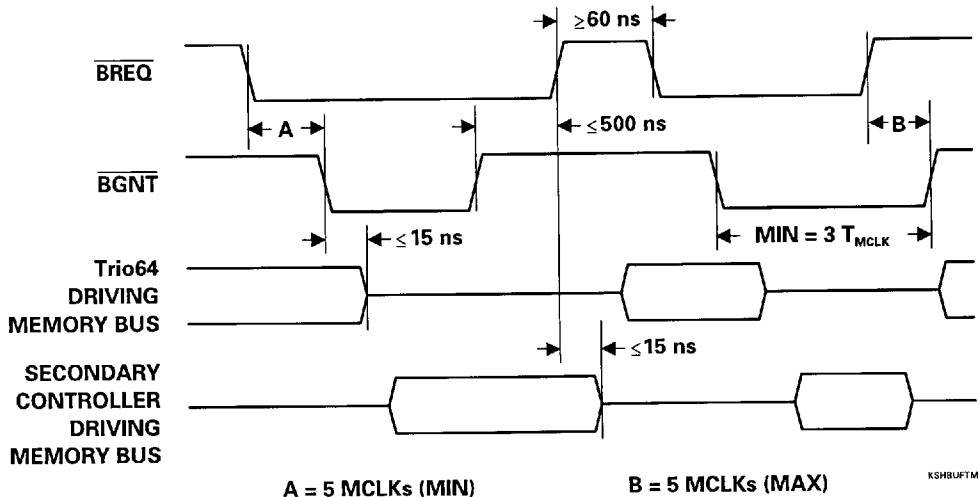 ≥60 ns
BREQ
A
≤500 ns
B
BGNT
≤15 ns
MIN = 3 TMCLK
Trio64
DRIVING
MEMORY BUS
≤15 ns
SECONDARY
CONTROLLER
DRIVING
MEMORY BUS
A = 5 MCLKs (MIN)
B = 5 MCLKs (MAX)
KSHBUFTM